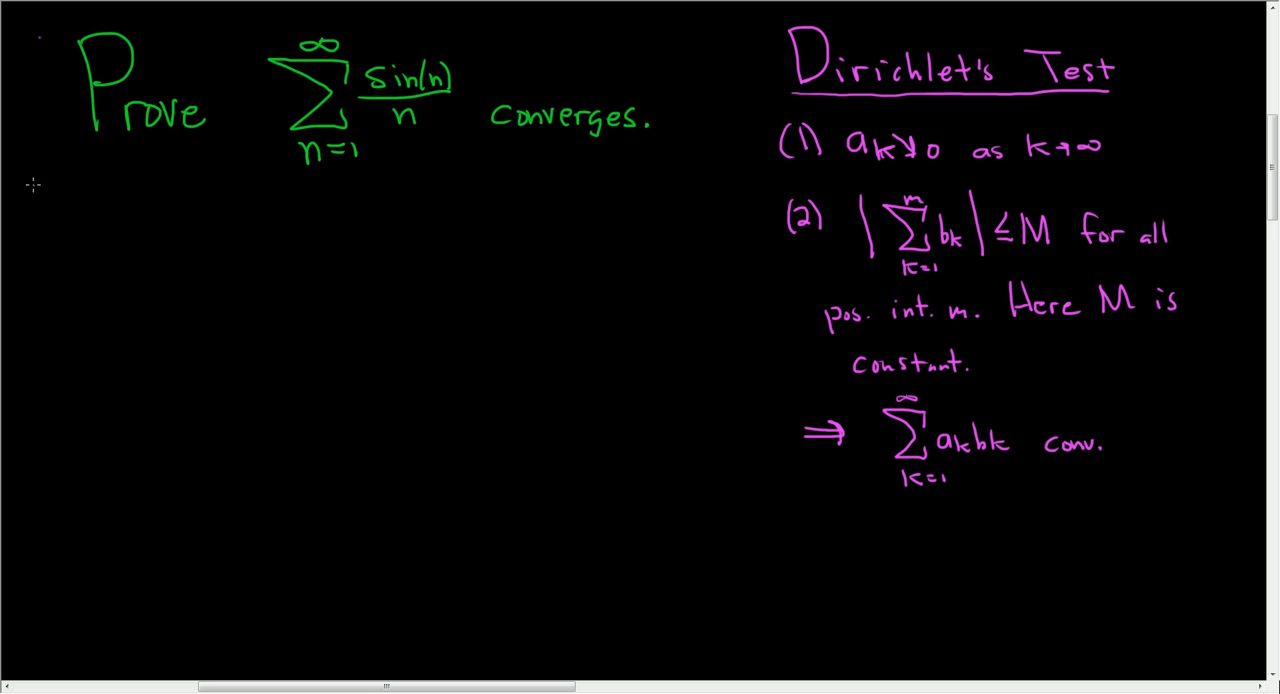 Prove ∑_{n=1}^{∞} sin(n)/n converges.
Dirichlet's Test
(1) a_k ↘ 0 as k→∞
(2) |∑_{k=1}^{m} b_k| ≤ M for all
pos. int. m. Here M is
constant.
⇒ ∑_{k=1}^{∞} a_k b_k conv.